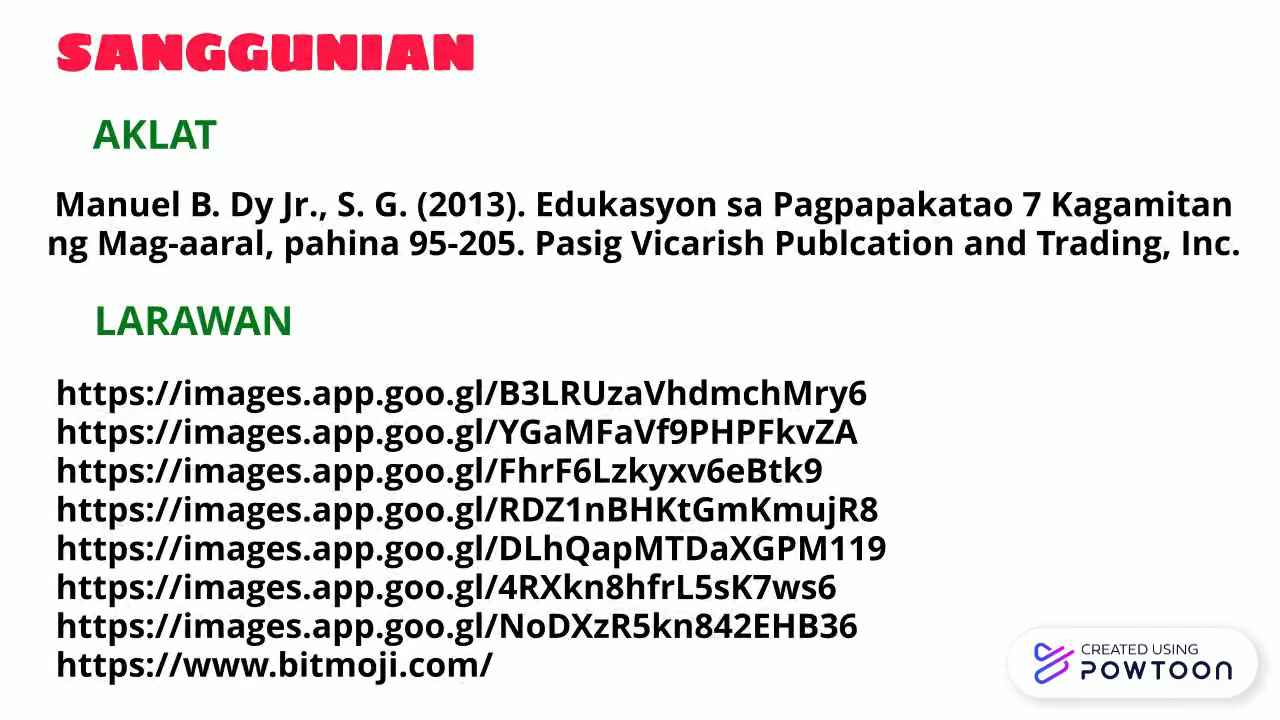 SANGGUNIAN
AKLAT
Manuel B. Dy Jr., S. G. (2013). Edukasyon sa Pagpapakatao 7 Kagamitan
ng Mag-aaral, pahina 95-205. Pasig Vicarish Publcation and Trading, Inc.
LARAWAN
https://images.app.goo.gl/B3LRUzaVhdmchMry6
https://images.app.goo.gl/YGaMFaVf9PHPFkvZA
https://images.app.goo.gl/FhrF6Lzkyxv6eBtk9
https://images.app.goo.gl/RDZ1nBHKtGmKmujR8
https://images.app.goo.gl/DLhQapMTDaXGPM119
https://images.app.goo.gl/4RXkn8hfrL5sK7ws6
https://images.app.goo.gl/NoDXzR5kn842EHB36
https://www.bitmoji.com/
CREATED USING
POWTOON